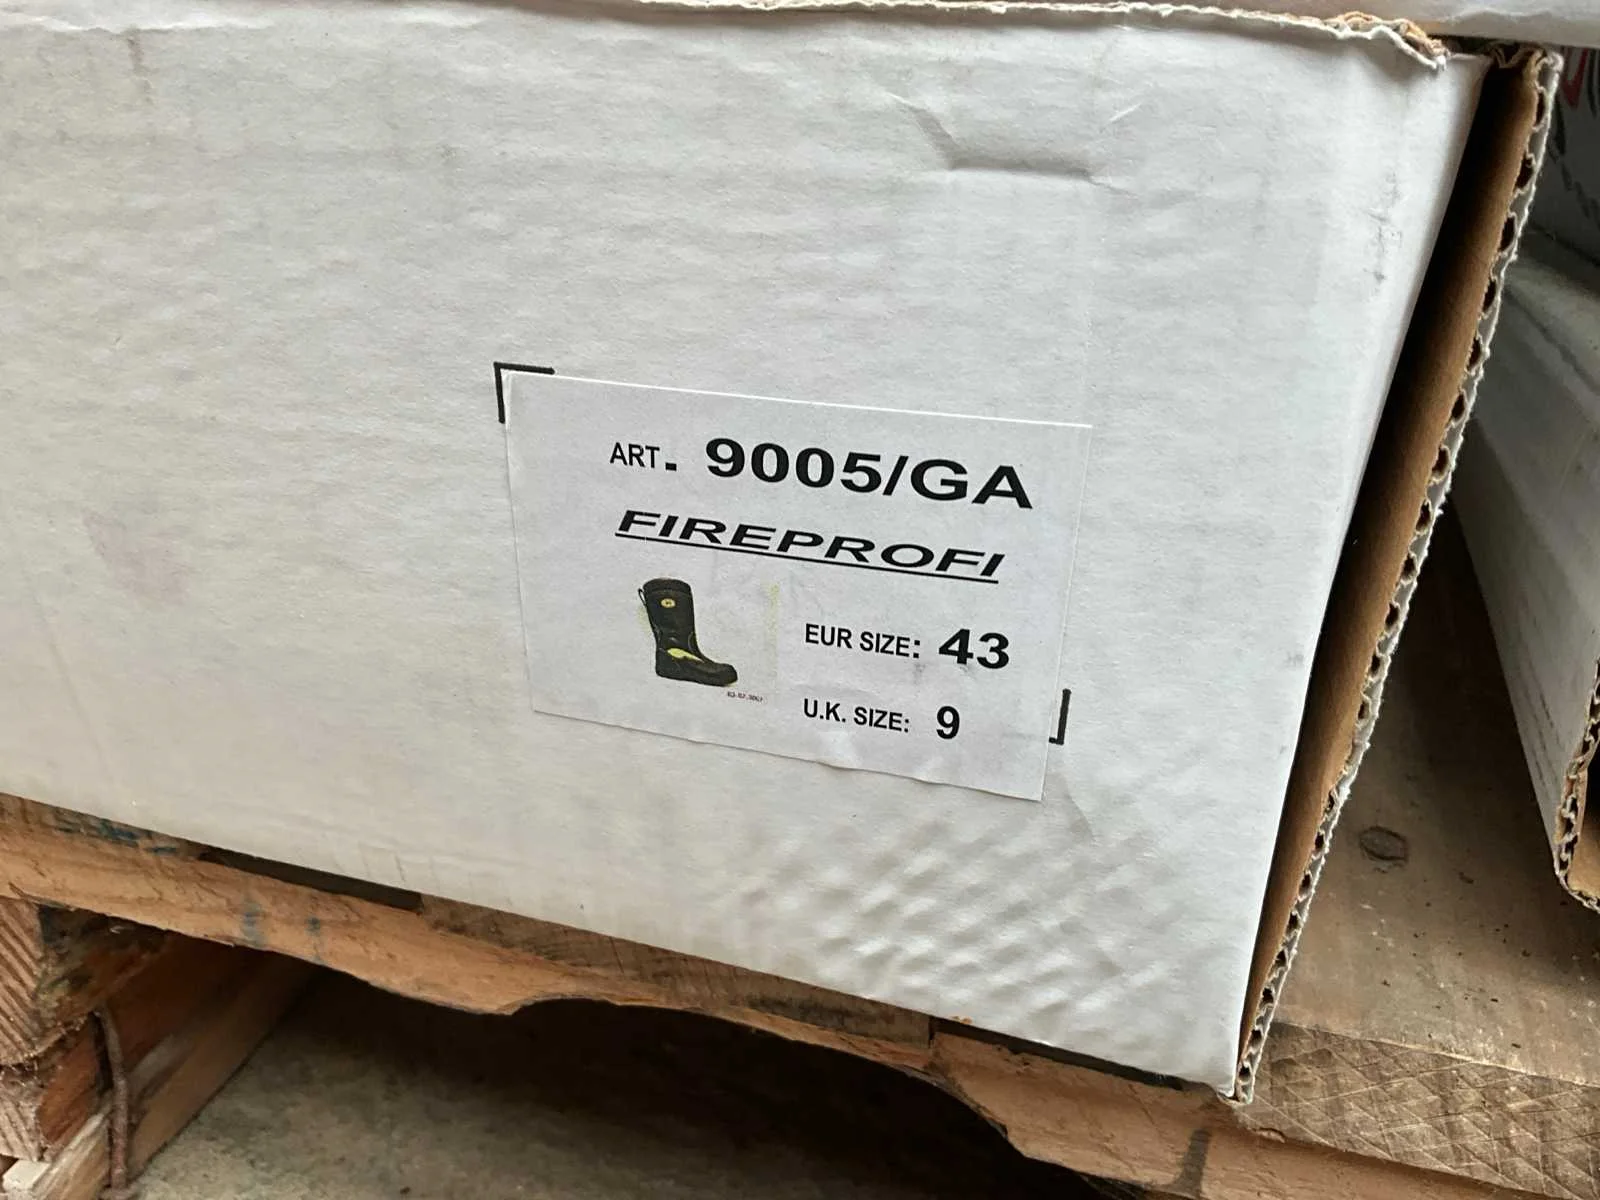 ART. 9005/GA
FIREPROFI
EUR SIZE: 43
U.K. SIZE: 9